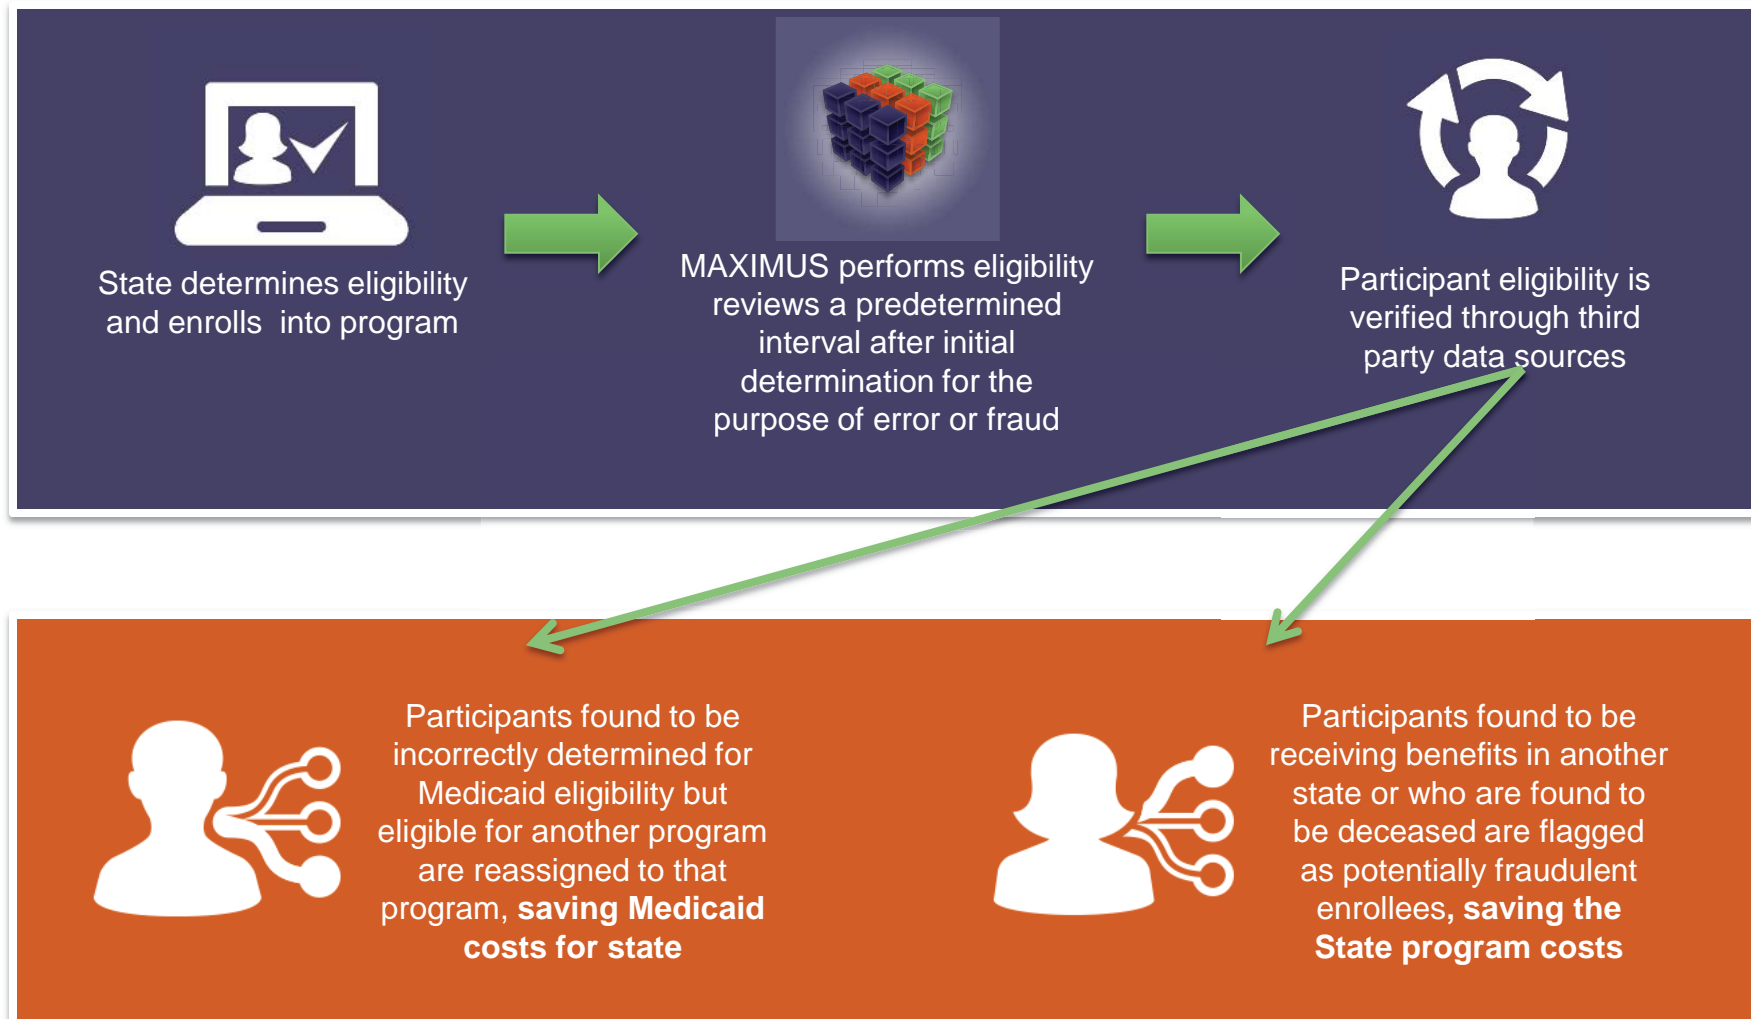 State determines eligibility
and enrolls  into program
MAXIMUS performs eligibility
reviews a predetermined
interval after initial
determination for the
purpose of error or fraud
Participant eligibility is
verified through third
party data sources
Participants found to be
incorrectly determined for
Medicaid eligibility but
eligible for another program
are reassigned to that
program, saving Medicaid
costs for state
Participants found to be
receiving benefits in another
state or who are found to
be deceased are flagged
as potentially fraudulent
enrollees, saving the
State program costs